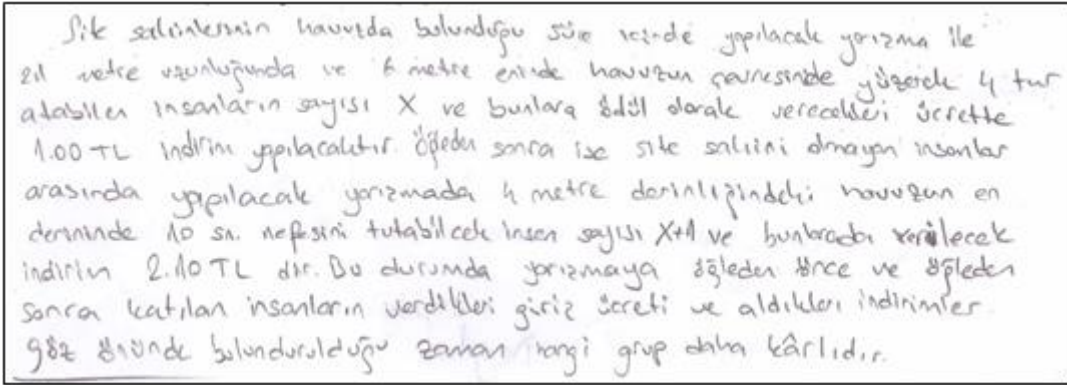 Site sakinlerinin havuzda bulunduğu süre içinde yapılacak yarışma ile
metre uzunluğunda ve 6 metre eninde havuzun çevresinde yüzerek 4 tur
atabilen insanların sayısı X ve bunlara ödül olarak verecekleri ücrette
1.00 TL indirim yapılacaktır. Öğleden sonra ise site sakini olmayan insanlar
arasında yapılacak yarışmada 4 metre derinliğindeki havuzun en
derininde 10 sn. nefesini tutabilcek insan sayısı X+1 ve bunlarada verilecek
indirim 2.10 TL dir. Bu durumda yarışmaya öğleden önce ve öğleden
sonra katılan insanların verdikleri giriş ücreti ve aldıkları indirimler
göz önünde bulundurulduğu zaman hangi grup daha kârlıdır.